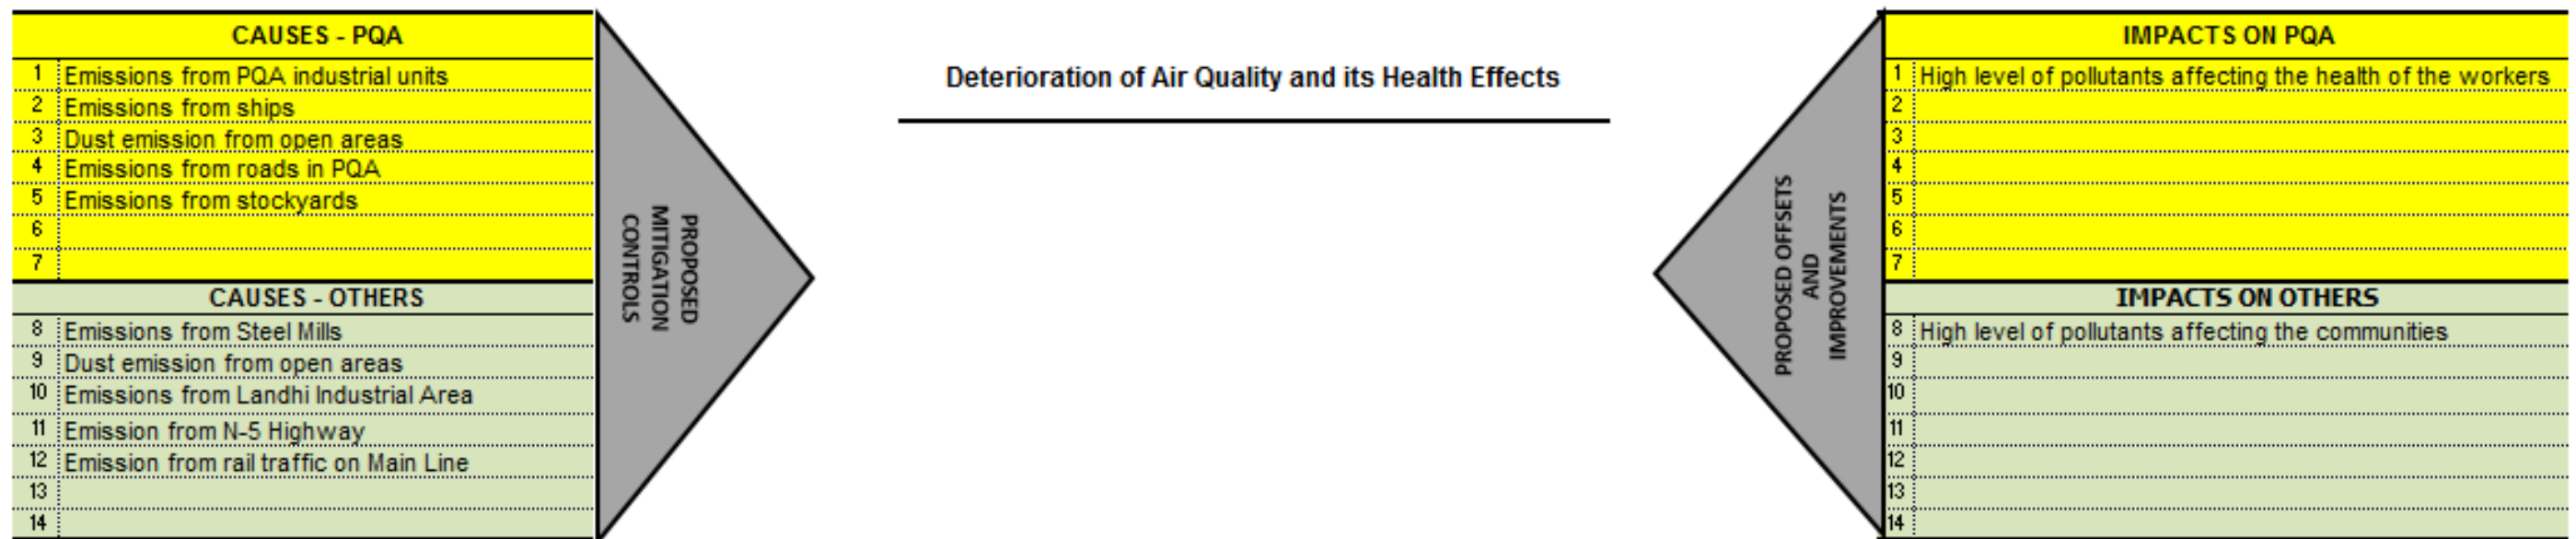 CAUSES - PQA
1 Emissions from PQA industrial units
2 Emissions from ships
3 Dust emission from open areas
4 Emissions from roads in PQA
5 Emissions from stockyards
6
7
CAUSES - OTHERS
8 Emissions from Steel Mills
9 Dust emission from open areas
10 Emissions from Landhi Industrial Area
11 Emission from N-5 Highway
12 Emission from rail traffic on Main Line
13
14
PROPOSED
MITIGATION
CONTROLS
Deterioration of Air Quality and its Health Effects
PROPOSED OFFSETS
AND
IMPROVEMENTS
IMPACTS ON PQA
1 High level of pollutants affecting the health of the workers
2
3
4
5
6
7
IMPACTS ON OTHERS
8 High level of pollutants affecting the communities
9
10
11
12
13
14